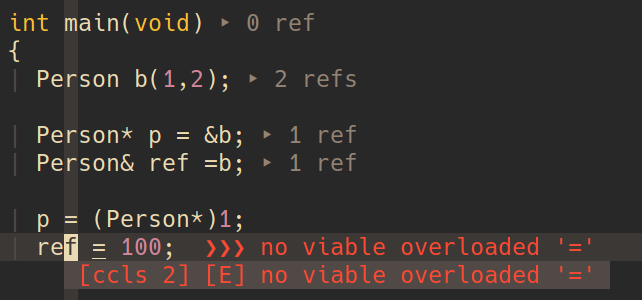 int main(void) ‣ 0 ref
{
| Person b(1,2); ‣ 2 refs
| Person* p = &b; ‣ 1 ref
| Person& ref =b; ‣ 1 ref
| p = (Person*)1;
| ref = 100; ❯❯❯ no viable overloaded '='
[ccls 2] [E] no viable overloaded '='